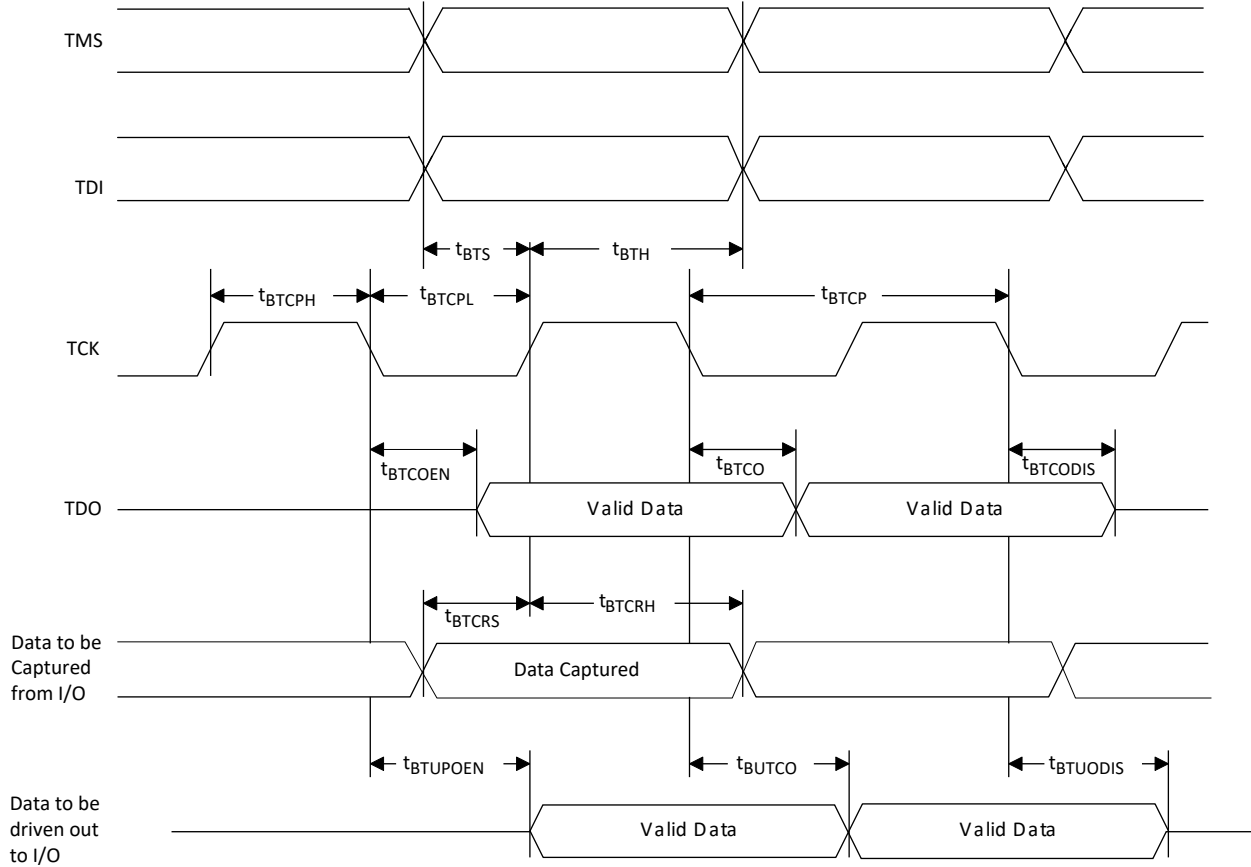 TMS
TDI
tBTS
tBTH
tBTCPH
tBTCPL
tBTCP
TCK
tBTCOEN
tBTCO
tBTCODIS
TDO
Valid Data
Valid Data
tBTCRS
tBTCRH
Data to be
Captured
from I/O
Data Captured
tBTUPOEN
tBUTCO
tBTUODIS
Data to be
driven out
to I/O
Valid Data
Valid Data